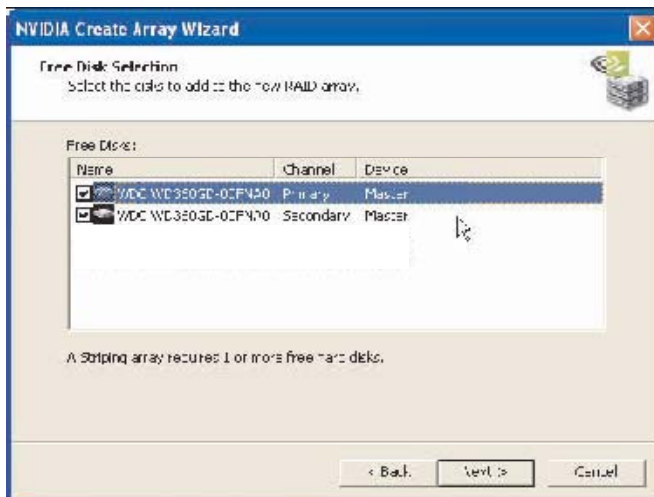 NVIDIA Create Array Wizard
Free Disk Selection
Select the disks to add to the new RAID array.
Free Disks:
Name Channel Device
WDC WD360GD-00FNA0 Primary Master
WDC WD360GD-00FNA0 Secondary Master
A Striping array requires 1 or more free hard disks.
< Back Next > Cancel